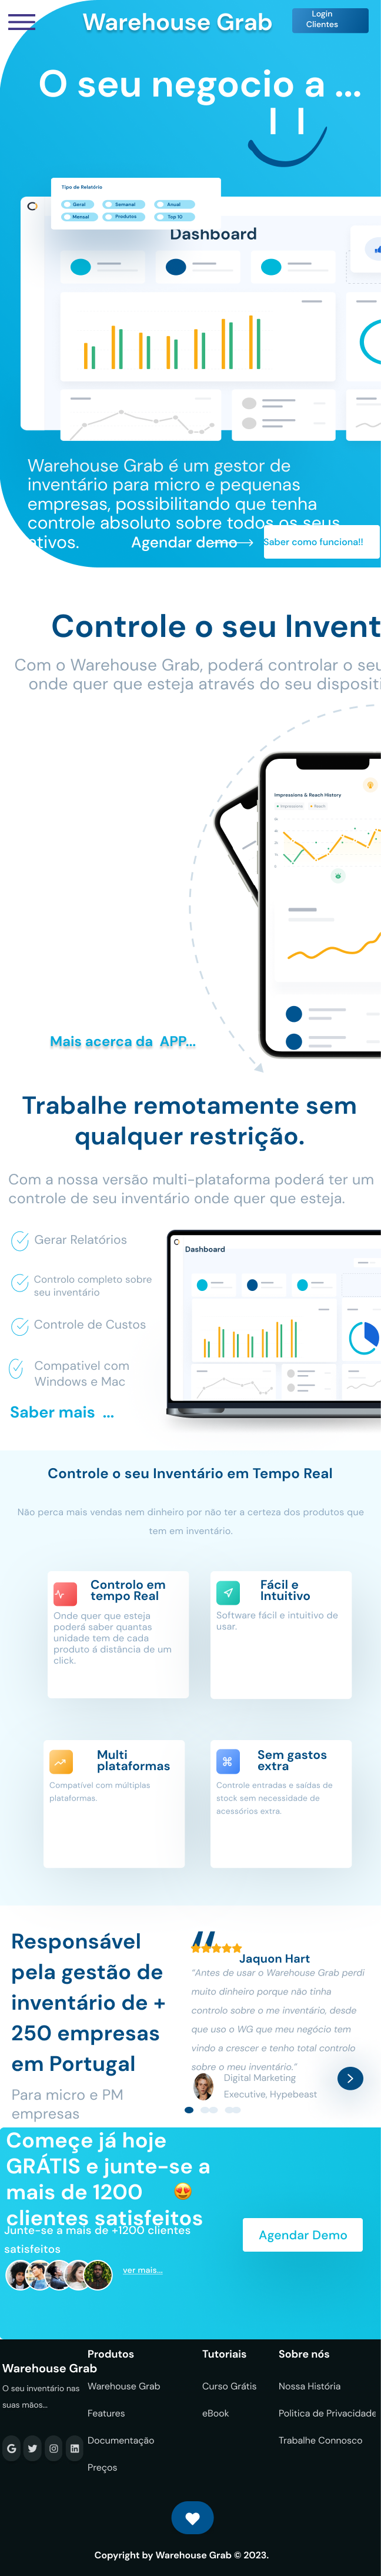 Warehouse Grab
Login
Clientes
O seu negocio a ...
Tipo de Relatório
Geral
Semanal
Anual
Mensal
Produtos
Top 10
Dashboard
Warehouse Grab é um gestor de
inventário para micro e pequenas
empresas, possibilitando que tenha
controle absoluto sobre todos os seus
ativos.
Agendar demo
Saber como funciona!!
Controle o seu Invent
Com o Warehouse Grab, poderá controlar o seu
onde quer que esteja através do seu dispositi
Impressions & Reach History
Impressions
Reach
Mais acerca da APP...
Trabalhe remotamente sem
qualquer restrição.
Com a nossa versão multi-plataforma poderá ter um
controle de seu inventário onde quer que esteja.
Dashboard
Gerar Relatórios
Controlo completo sobre
seu inventário
Controle de Custos
Compativel com
Windows e Mac
Saber mais ...
Controle o seu Inventário em Tempo Real
Não perca mais vendas nem dinheiro por não ter a certeza dos produtos que
tem em inventário.
Controlo em
tempo Real
Onde quer que esteja
poderá saber quantas
unidade tem de cada
produto á distância de um
click.
Fácil e
Intuitivo
Software fácil e intuitivo de
usar.
Multi
plataformas
Compatível com múltiplas
plataformas.
Sem gastos
extra
Controle entradas e saídas de
stock sem necessidade de
acessórios extra.
Responsável
pela gestão de
inventário de +
250 empresas
em Portugal
Para micro e PM
empresas
Jaquon Hart
“Antes de usar o Warehouse Grab perdi
muito dinheiro porque não tinha
controlo sobre o me inventário, desde
que uso o WG que meu negócio tem
vindo a crescer e tenho total controlo
sobre o meu inventário.”
Digital Marketing
Executive, Hypebeast
Começe já hoje
GRÁTIS e junte-se a
mais de 1200
clientes satisfeitos
Junte-se a mais de +1200 clientes
satisfeitos
ver mais...
Agendar Demo
Warehouse Grab
O seu inventário nas
suas mãos...
Produtos
Warehouse Grab
Features
Documentação
Preços
Tutoriais
Curso Grátis
eBook
Sobre nós
Nossa História
Politica de Privacidade
Trabalhe Connosco
Copyright by Warehouse Grab © 2023.